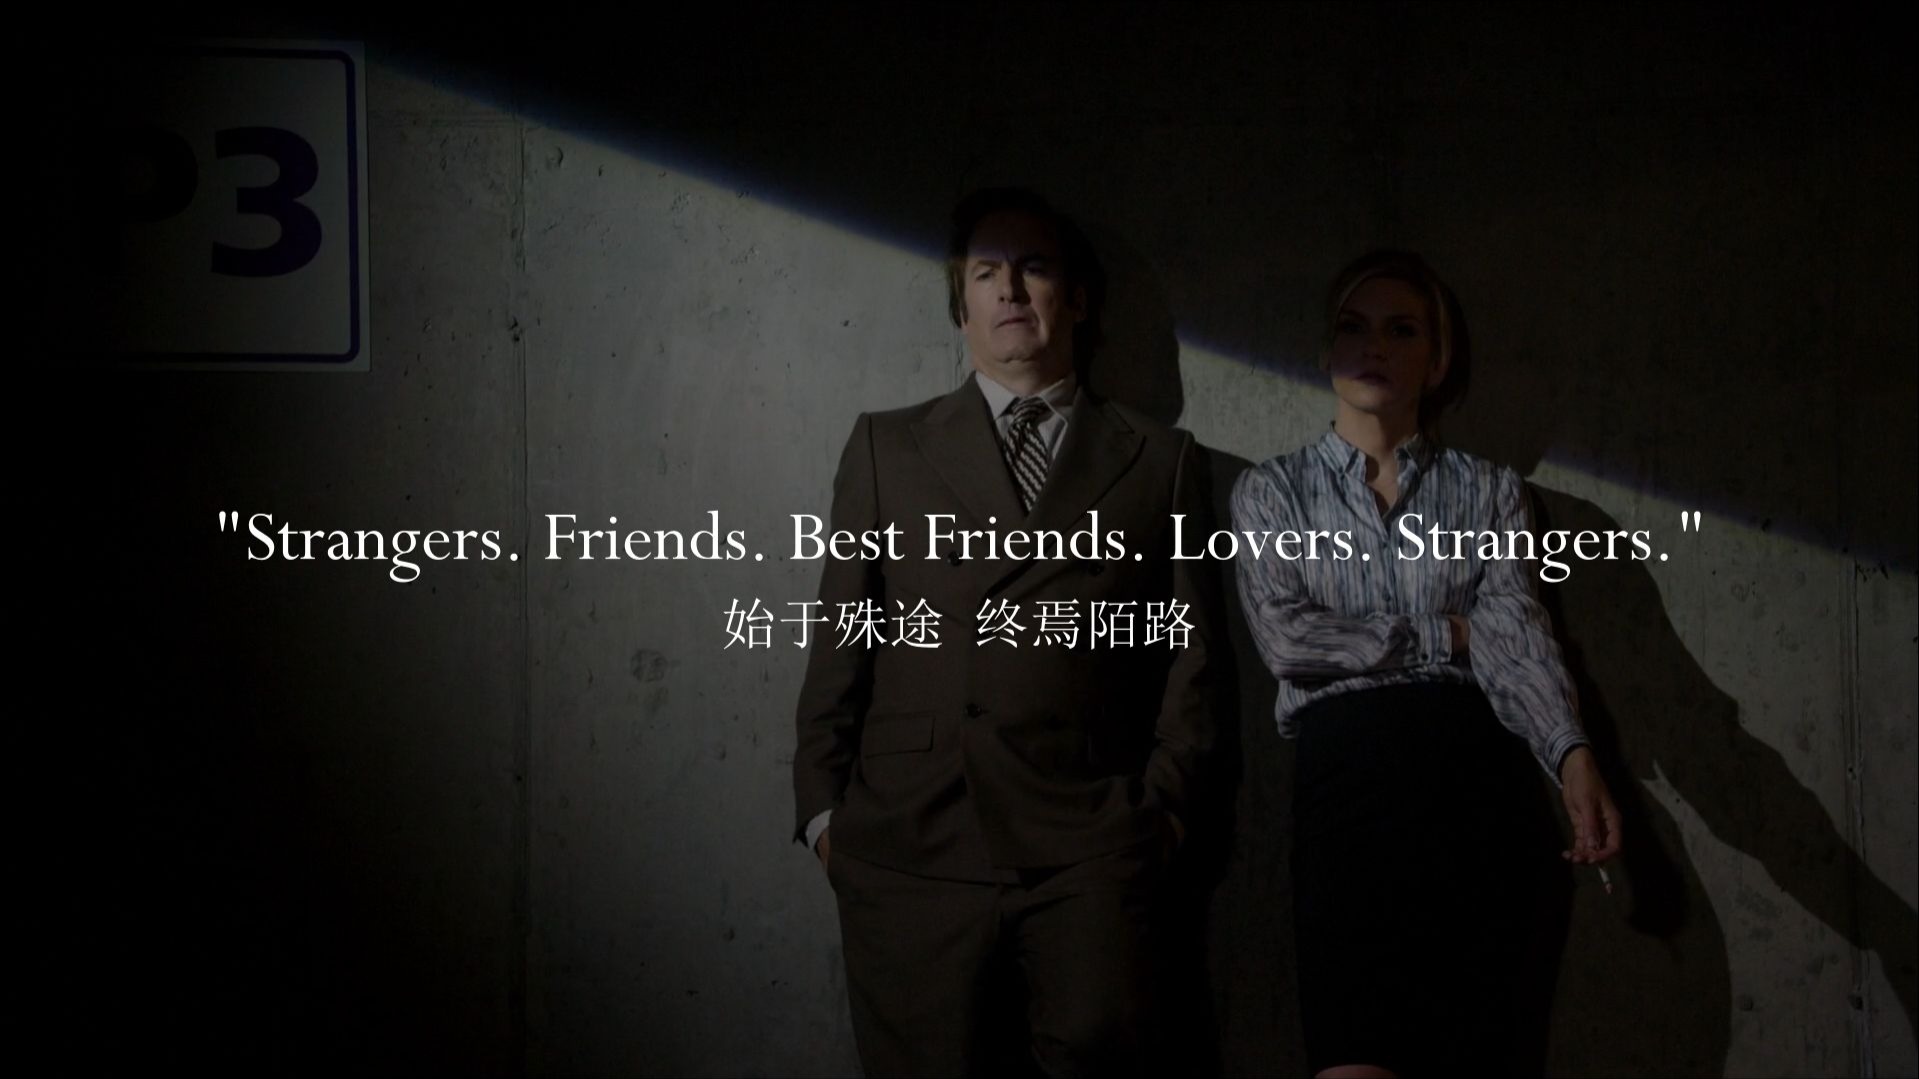 P3
"Strangers. Friends. Best Friends. Lovers. Strangers."
始于殊途 终焉陌路